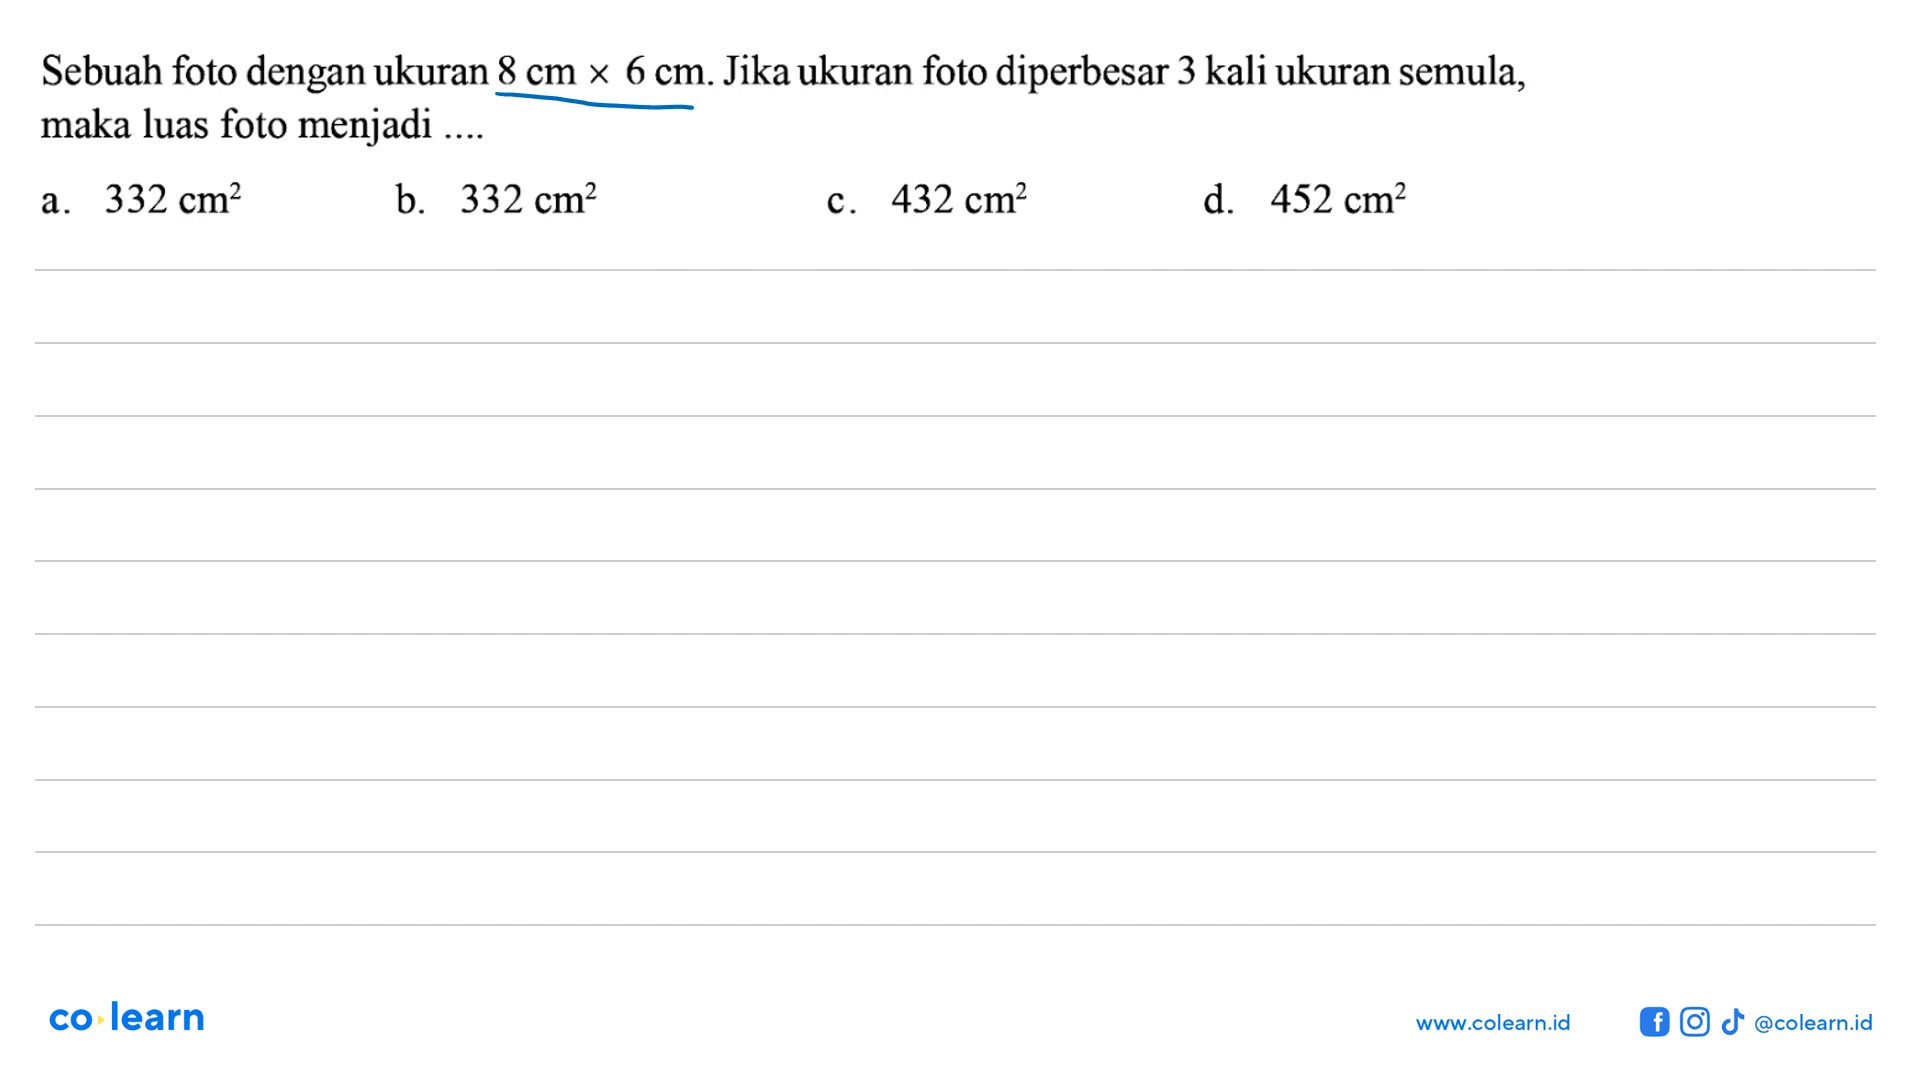 Sebuah foto dengan ukuran 8 cm × 6 cm. Jika ukuran foto diperbesar 3 kali ukuran semula,
maka luas foto menjadi ....
a. 332 cm² b. 332 cm² c. 432 cm² d. 452 cm²
co learn www.colearn.id @colearn.id